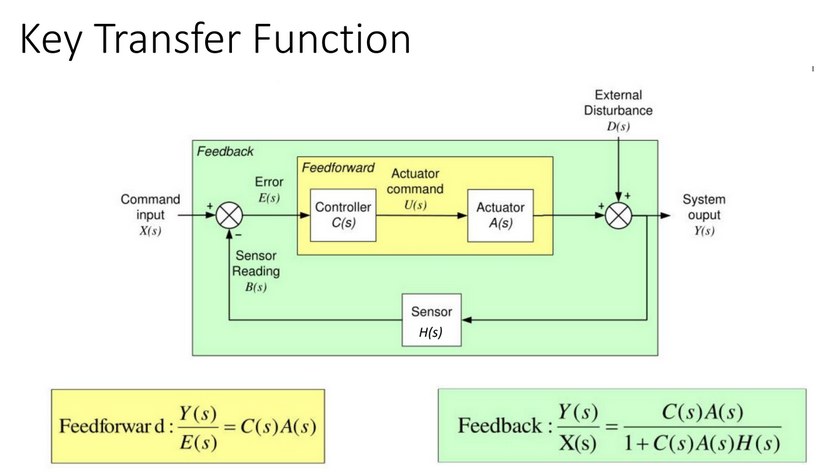 Key Transfer Function
External
Disturbance
D(s)
Feedback
Feedforward
Actuator
command
U(s)
Error
E(s)
Command
input
X(s)
+
Controller
C(s)
Actuator
A(s)
+
+
System
ouput
Y(s)
−
Sensor
Reading
B(s)
Sensor
H(s)
Feedforwar d : Y(s)/E(s) = C(s)A(s)
Feedback : Y(s)/X(s) = C(s)A(s)/1+C(s)A(s)H(s)